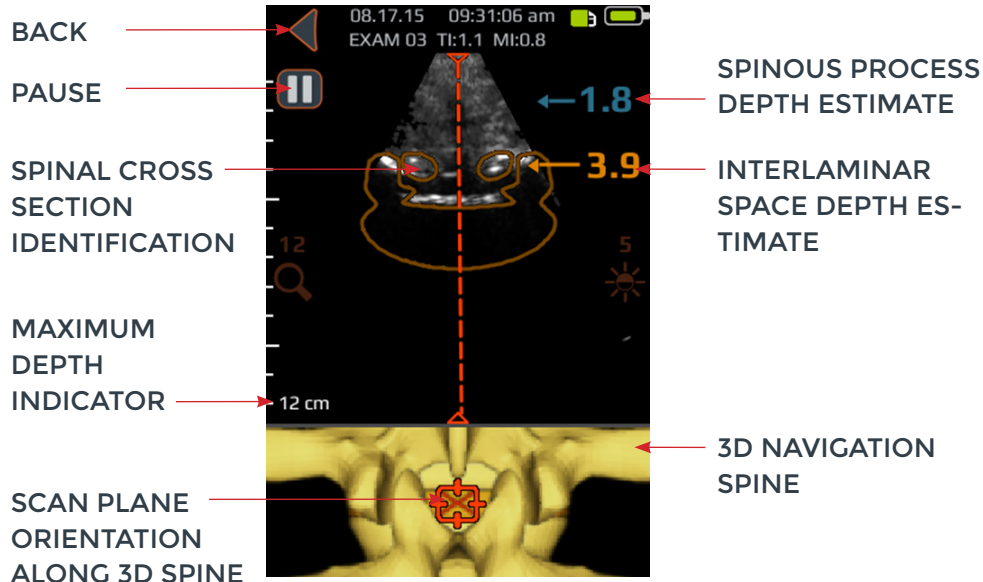 BACK
PAUSE
SPINAL CROSS
SECTION
IDENTIFICATION
MAXIMUM
DEPTH
INDICATOR
SCAN PLANE
ORIENTATION
ALONG 3D SPINE
08.17.15 09:31:06 am
EXAM 03 TI:1.1 MI:0.8
1.8
3.9
12
5
12 cm
SPINOUS PROCESS
DEPTH ESTIMATE
INTERLAMINAR
SPACE DEPTH ES-
TIMATE
3D NAVIGATION
SPINE